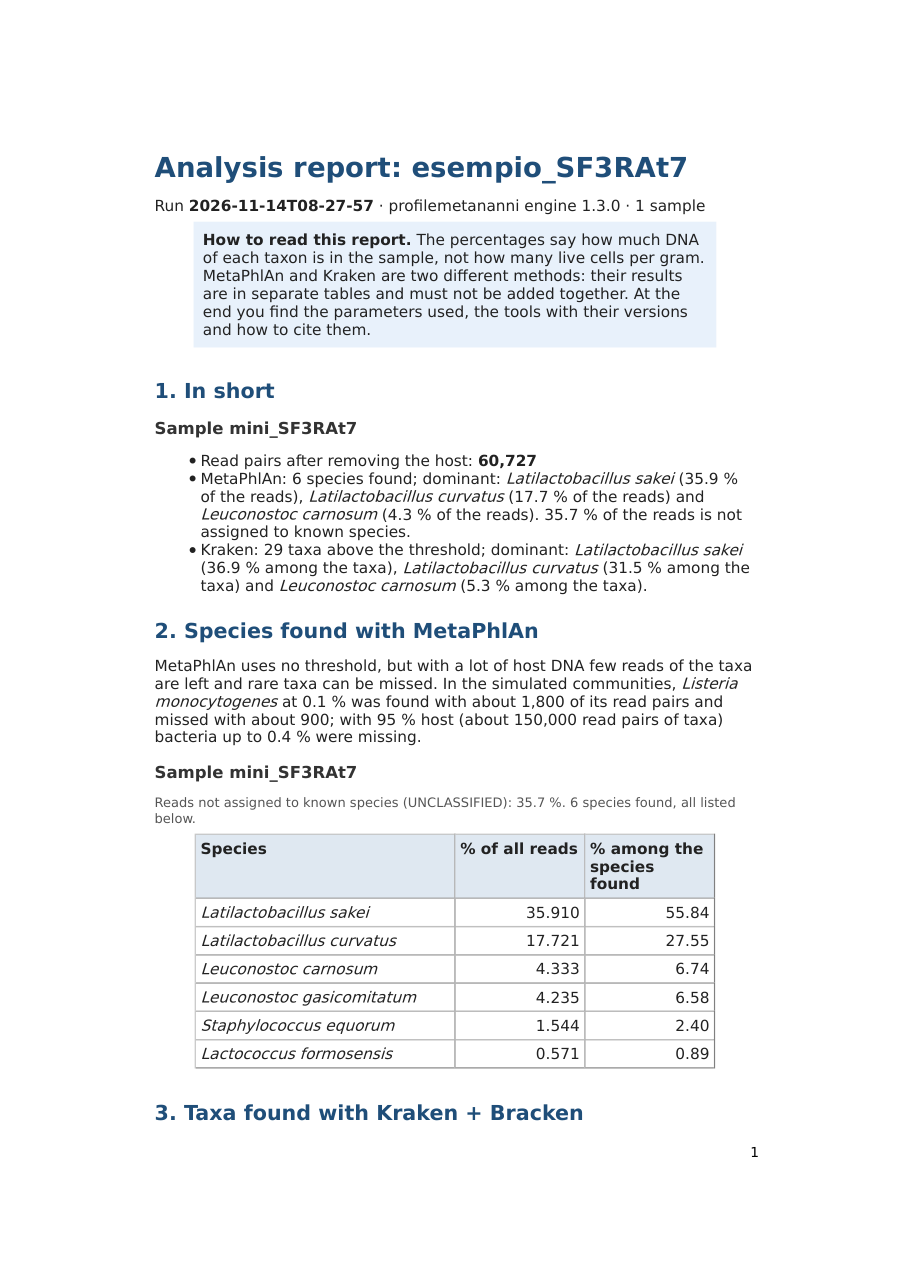 Analysis report: esempio_SF3RAt7
Run 2026-11-14T08-27-57 · profilemetananni engine 1.3.0 · 1 sample
How to read this report. The percentages say how much DNA
of each taxon is in the sample, not how many live cells per gram.
MetaPhlAn and Kraken are two different methods: their results
are in separate tables and must not be added together. At the
end you find the parameters used, the tools with their versions
and how to cite them.
1. In short
Sample mini_SF3RAt7
• Read pairs after removing the host: 60,727
• MetaPhlAn: 6 species found; dominant: Latilactobacillus sakei (35.9 %
of the reads), Latilactobacillus curvatus (17.7 % of the reads) and
Leuconostoc carnosum (4.3 % of the reads). 35.7 % of the reads is not
assigned to known species.
• Kraken: 29 taxa above the threshold; dominant: Latilactobacillus sakei
(36.9 % among the taxa), Latilactobacillus curvatus (31.5 % among the
taxa) and Leuconostoc carnosum (5.3 % among the taxa).
2. Species found with MetaPhlAn
MetaPhlAn uses no threshold, but with a lot of host DNA few reads of the taxa
are left and rare taxa can be missed. In the simulated communities, Listeria
monocytogenes at 0.1 % was found with about 1,800 of its read pairs and
missed with about 900; with 95 % host (about 150,000 read pairs of taxa)
bacteria up to 0.4 % were missing.
Sample mini_SF3RAt7
Reads not assigned to known species (UNCLASSIFIED): 35.7 %. 6 species found, all listed
below.
Species % of all reads % among the
species
found
Latilactobacillus sakei 35.910 55.84
Latilactobacillus curvatus 17.721 27.55
Leuconostoc carnosum 4.333 6.74
Leuconostoc gasicomitatum 4.235 6.58
Staphylococcus equorum 1.544 2.40
Lactococcus formosensis 0.571 0.89
3. Taxa found with Kraken + Bracken
1